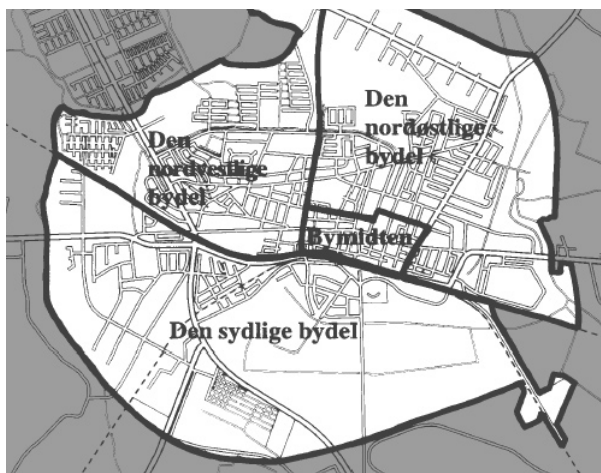 Den
nordøstlige
bydel
Den
nordvestlige
bydel
Bymidten
Den sydlige bydel